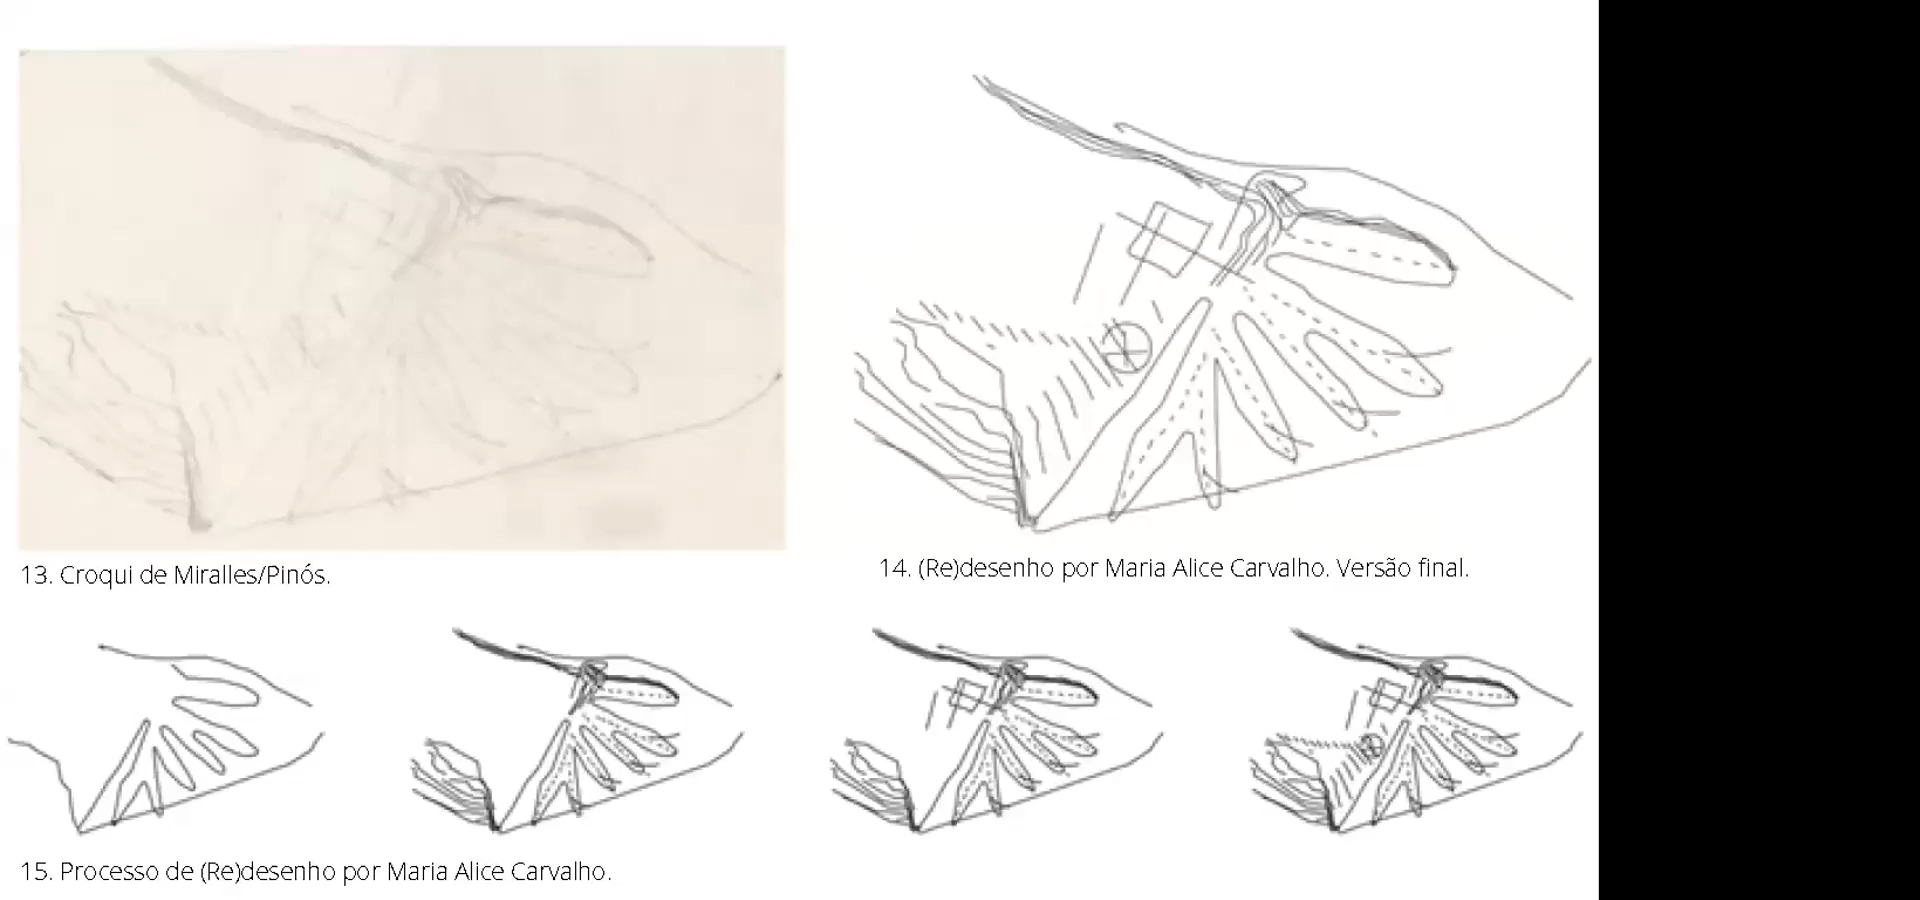 13. Croqui de Miralles/Pinós.
14. (Re)desenho por Maria Alice Carvalho. Versão final.
15. Processo de (Re)desenho por Maria Alice Carvalho.